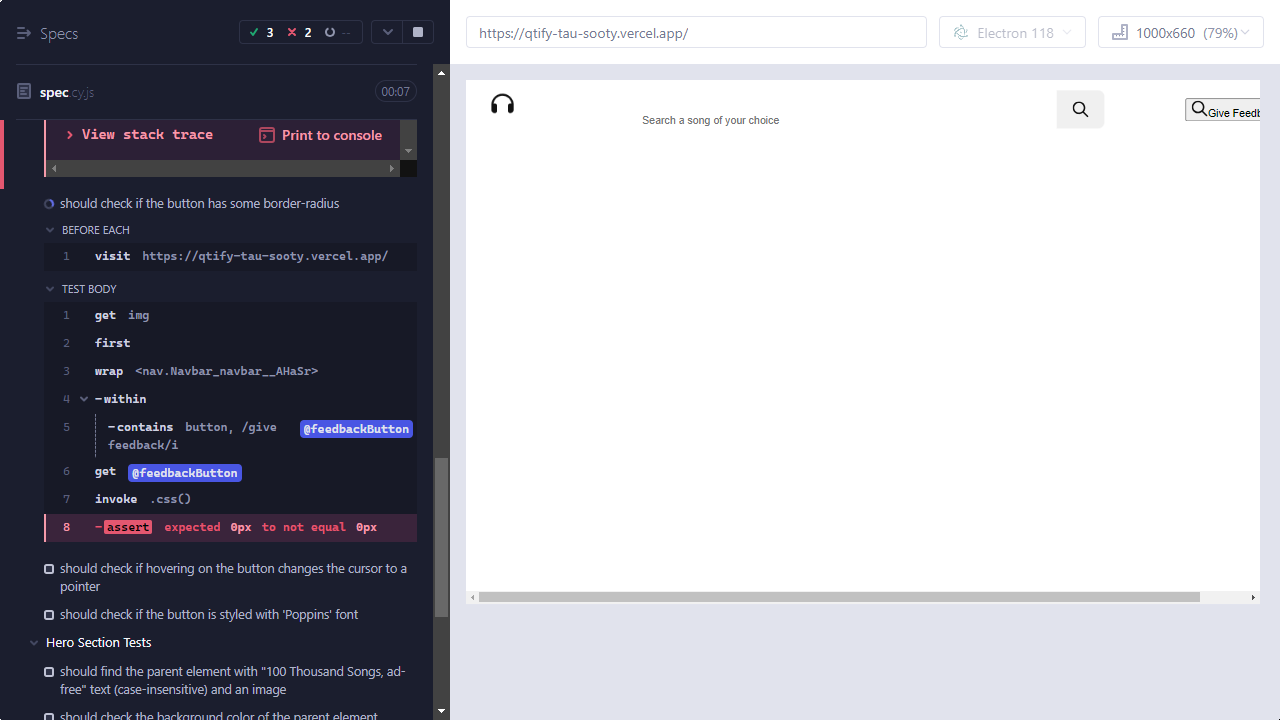 Specs
3 2 --
spec.cy.js 00:07
View stack trace Print to console
should check if the button has some border-radius
BEFORE EACH
1 visit https://qtify-tau-sooty.vercel.app/
TEST BODY
1 get img
2 first
3 wrap <nav.Navbar_navbar__AHaSr>
4 -within
5 -contains button, /give feedback/i @feedbackButton
6 get @feedbackButton
7 invoke .css()
8 -assert expected 0px to not equal 0px
should check if hovering on the button changes the cursor to a
pointer
should check if the button is styled with 'Poppins' font
Hero Section Tests
should find the parent element with "100 Thousand Songs, ad-
free" text (case-insensitive) and an image
should check the background color of the parent element
https://qtify-tau-sooty.vercel.app/
Electron 118
1000x660 (79%)
Search a song of your choice
Give Feedb